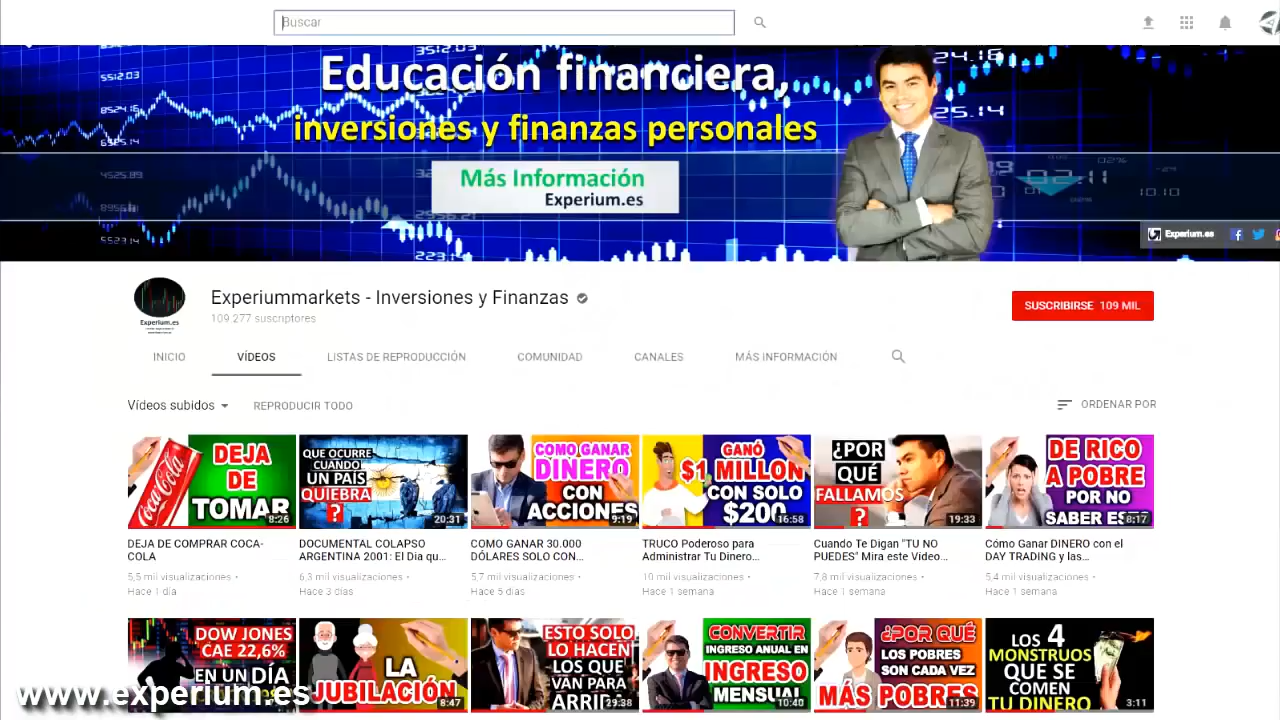 Buscar
Educación financiera,
inversiones y finanzas personales
Más Información
Experium.es
Experium.es
Experiummarkets - Inversiones y Finanzas
109.277 suscriptores
SUSCRIBIRSE 109 MIL
Experium.es
INICIO VÍDEOS LISTAS DE REPRODUCCIÓN COMUNIDAD CANALES MÁS INFORMACIÓN
Vídeos subidos REPRODUCIR TODO ORDENAR POR
DEJA
DE
TOMAR
Coca-Cola
8:26
QUE OCURRE
CUANDO
UN PAÍS
QUIEBRA
?
20:31
COMO GANAR
DINERO
CON
ACCIONES
9:19
GANÓ
$1 MILLON
CON SOLO
$200
16:58
¿POR
QUÉ
FALLAMOS
?
19:33
DE RICO
A POBRE
POR NO
SABER ESTO
8:17
DEJA DE COMPRAR COCA-
COLA
5,5 mil visualizaciones •
Hace 1 día
DOCUMENTAL COLAPSO
ARGENTINA 2001: El Dia qu...
6,3 mil visualizaciones •
Hace 3 días
COMO GANAR 30.000
DÓLARES SOLO CON...
5,7 mil visualizaciones •
Hace 5 días
TRUCO Poderoso para
Administrar Tu Dinero...
10 mil visualizaciones •
Hace 1 semana
Cuando Te Digan "TU NO
PUEDES" Mira este Vídeo...
7,8 mil visualizaciones •
Hace 1 semana
Cómo Ganar DINERO con el
DAY TRADING y las...
5,4 mil visualizaciones •
Hace 1 semana
DOW JONES
CAE 22,6%
EN UN DÍA
LA
JUBILACIÓN
8:47
ESTO SOLO
LO HACEN
LOS QUE
VAN PARA
ARRIBA
29:38
CONVERTIR
INGRESO ANUAL EN
INGRESO
MENSUAL
10:40
¿POR QUÉ
LOS POBRES
SON CADA VEZ
MÁS POBRES
11:39
LOS 4
MONSTRUOS
QUE SE
COMEN
TU DINERO
3:11
www.experium.es